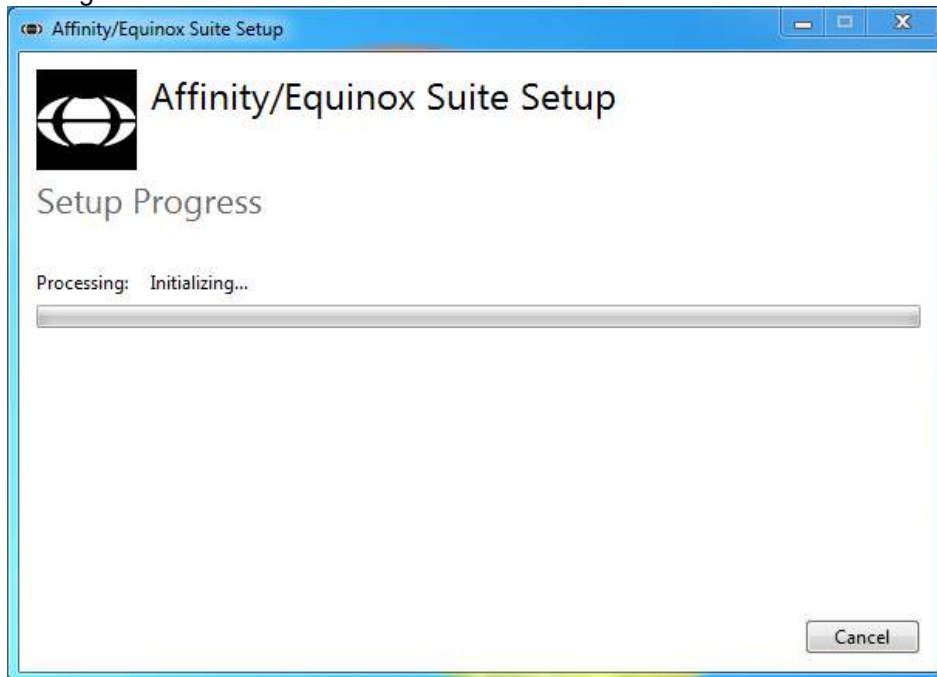 Affinity/Equinox Suite Setup
Affinity/Equinox Suite Setup
Setup Progress
Processing: Initializing...
Cancel